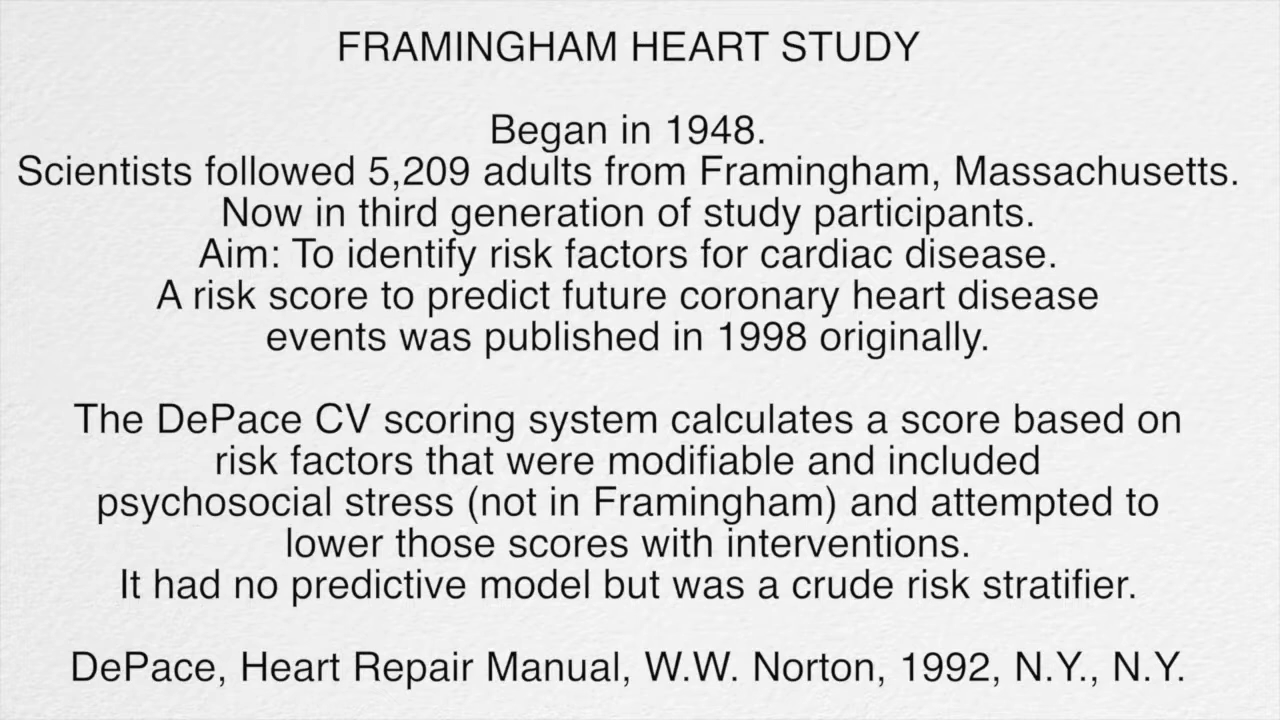 FRAMINGHAM HEART STUDY
Began in 1948.
Scientists followed 5,209 adults from Framingham, Massachusetts.
Now in third generation of study participants.
Aim: To identify risk factors for cardiac disease.
A risk score to predict future coronary heart disease
events was published in 1998 originally.
The DePace CV scoring system calculates a score based on
risk factors that were modifiable and included
psychosocial stress (not in Framingham) and attempted to
lower those scores with interventions.
It had no predictive model but was a crude risk stratifier.
DePace, Heart Repair Manual, W.W. Norton, 1992, N.Y., N.Y.